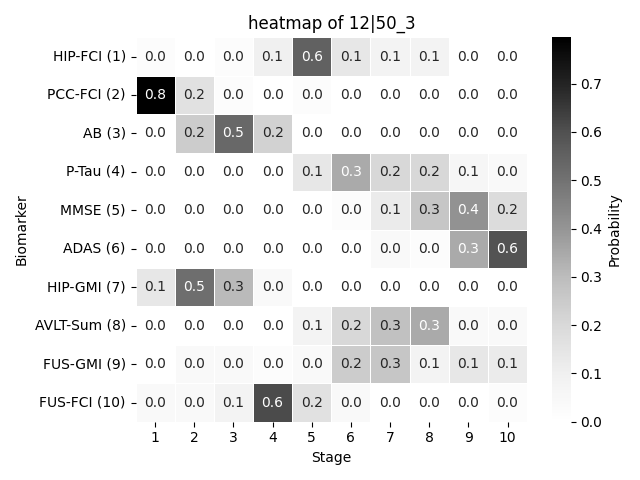 heatmap of 12|50_3
HIP-FCI (1) 0.0 0.0 0.0 0.1 0.6 0.1 0.1 0.1 0.0 0.0
PCC-FCI (2) 0.8 0.2 0.0 0.0 0.0 0.0 0.0 0.0 0.0 0.0
AB (3) 0.0 0.2 0.5 0.2 0.0 0.0 0.0 0.0 0.0 0.0
P-Tau (4) 0.0 0.0 0.0 0.0 0.1 0.3 0.2 0.2 0.1 0.0
MMSE (5) 0.0 0.0 0.0 0.0 0.0 0.0 0.1 0.3 0.4 0.2
ADAS (6) 0.0 0.0 0.0 0.0 0.0 0.0 0.0 0.0 0.3 0.6
HIP-GMI (7) 0.1 0.5 0.3 0.0 0.0 0.0 0.0 0.0 0.0 0.0
AVLT-Sum (8) 0.0 0.0 0.0 0.0 0.1 0.2 0.3 0.3 0.0 0.0
FUS-GMI (9) 0.0 0.0 0.0 0.0 0.0 0.2 0.3 0.1 0.1 0.1
FUS-FCI (10) 0.0 0.0 0.1 0.6 0.2 0.0 0.0 0.0 0.0 0.0
1 2 3 4 5 6 7 8 9 10
Stage
Biomarker
0.7
0.6
0.5
0.4
0.3
0.2
0.1
0.0
Probability